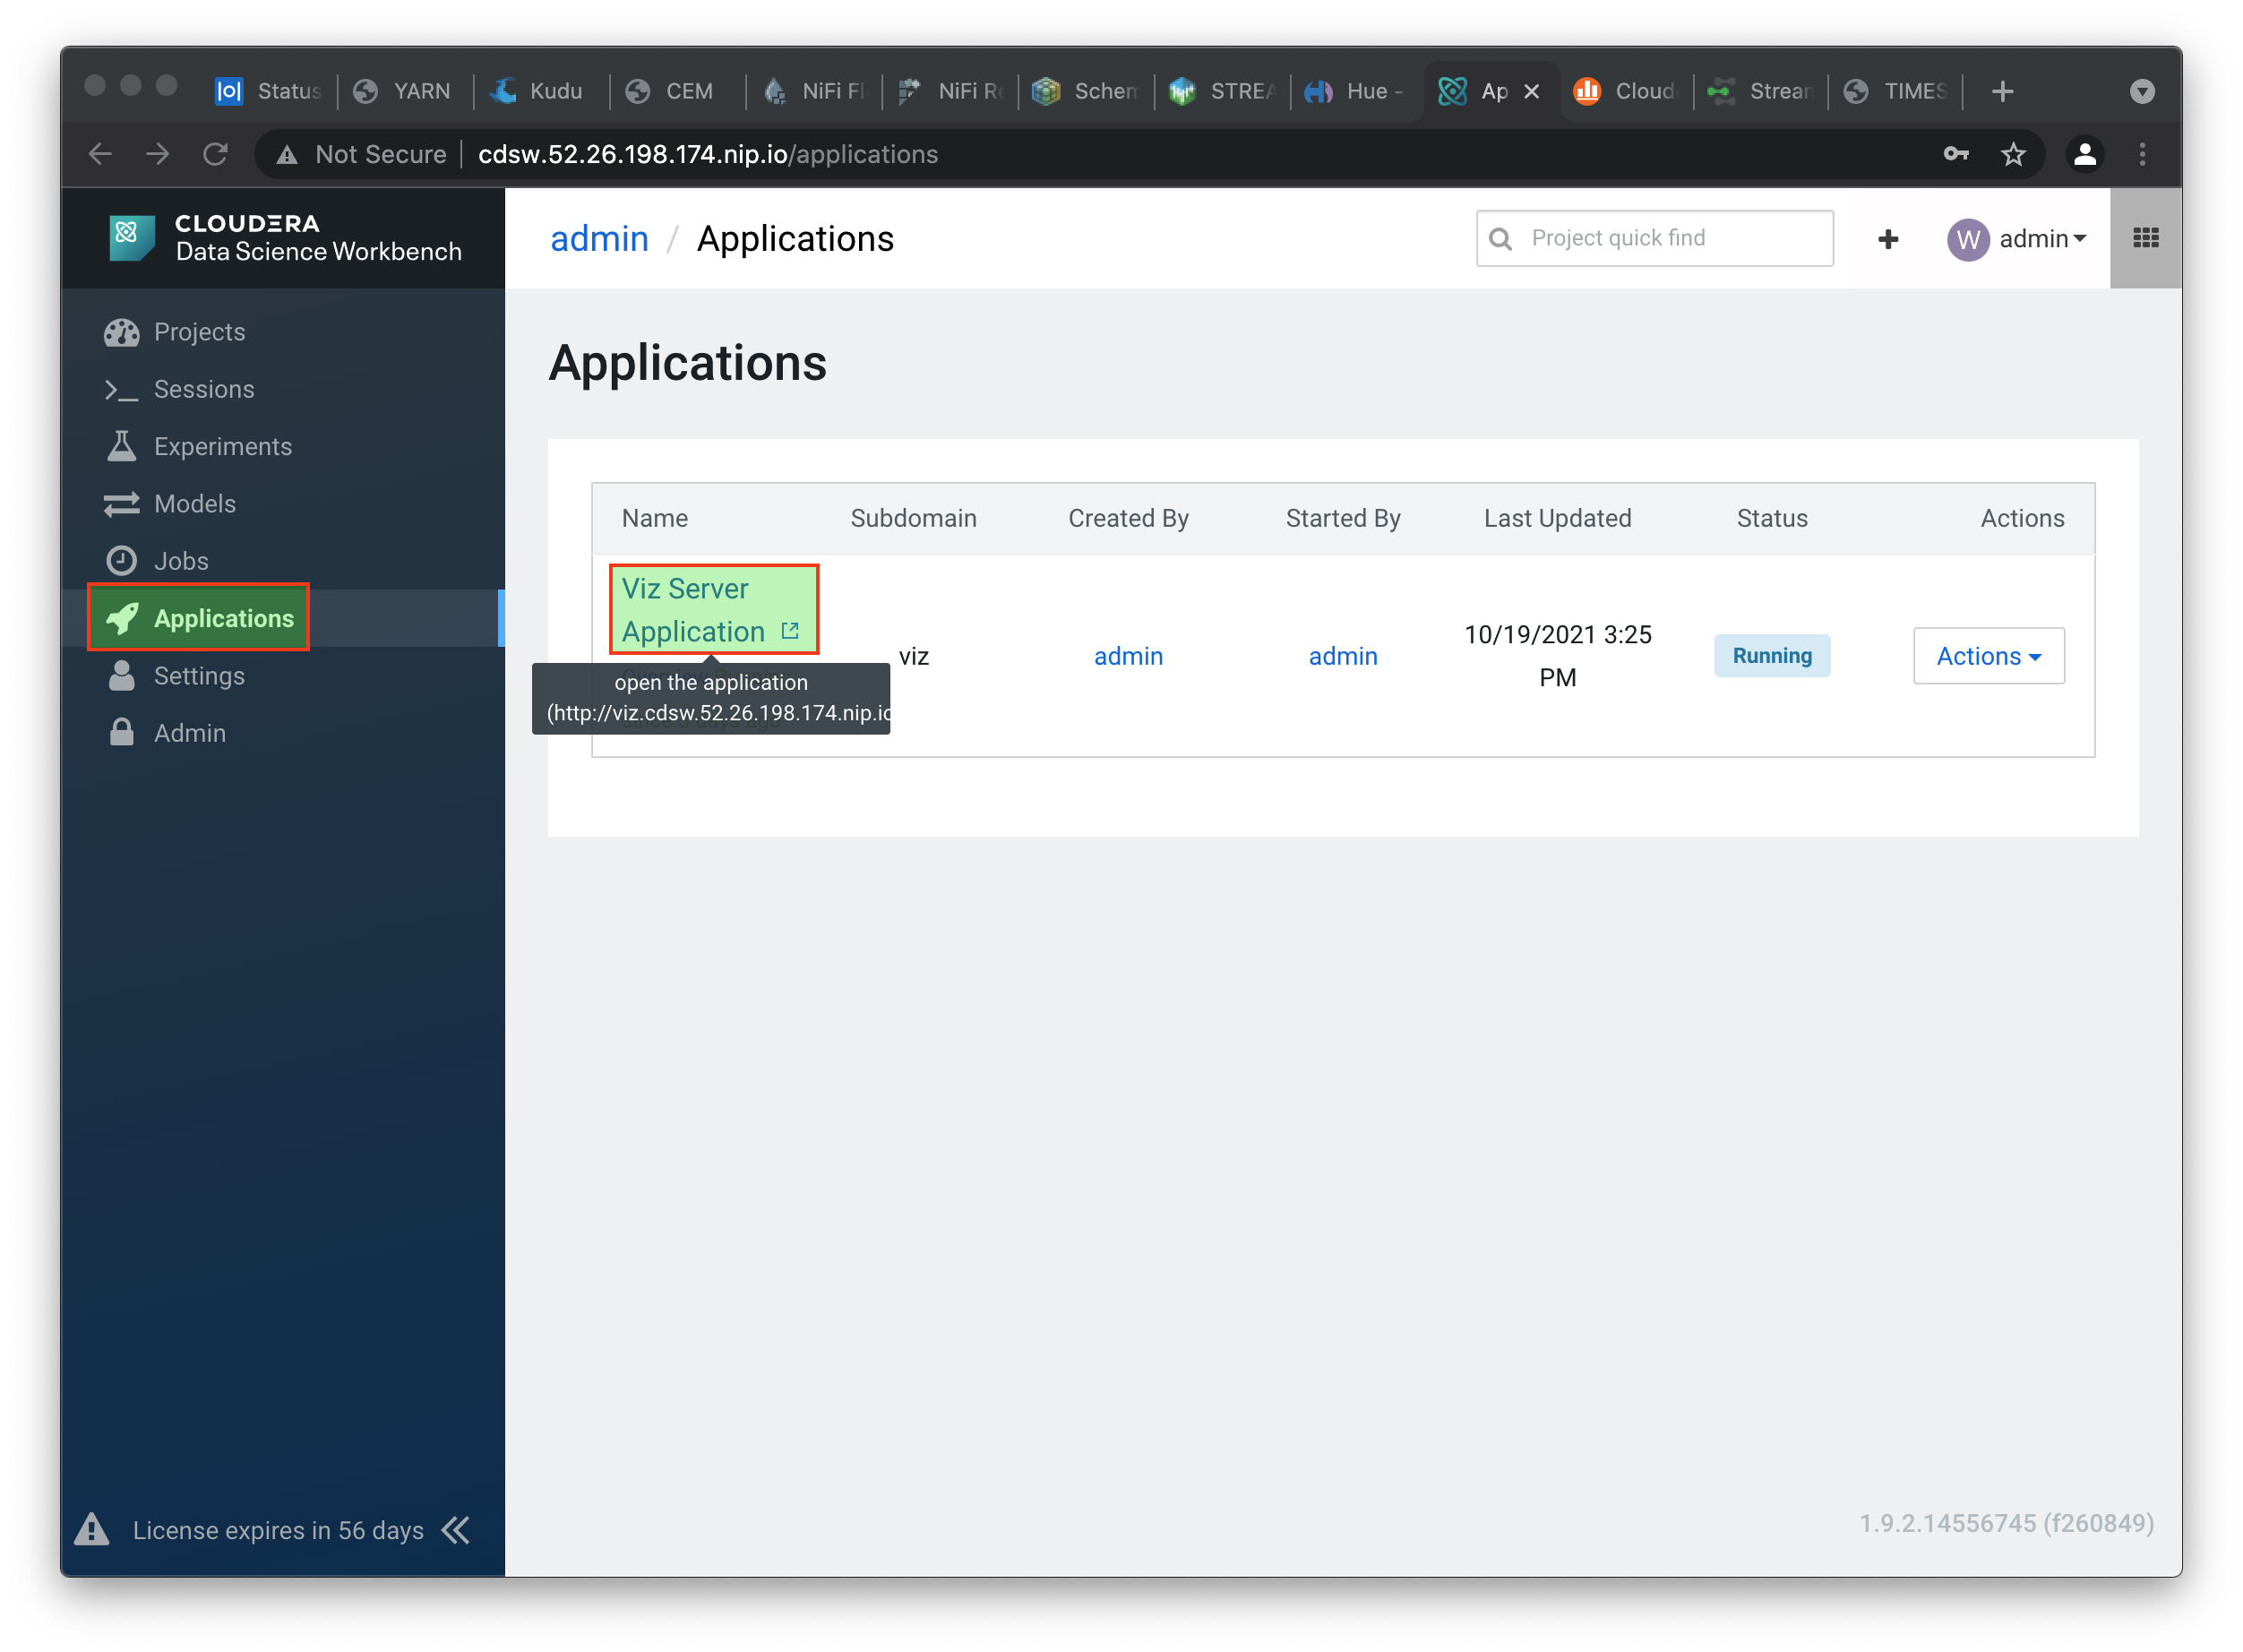 Status
YARN
Kudu
CEM
NiFi Fl
NiFi Re
Schem
STREA
Hue -
Ap
Cloud
Stream
TIMES
Not Secure
cdsw.52.26.198.174.nip.io/applications
CLOUDERA
Data Science Workbench
admin / Applications
Project quick find
W
admin
Projects
Sessions
Experiments
Models
Jobs
Applications
Settings
Admin
Applications
Name Subdomain Created By Started By Last Updated Status Actions
Viz Server
Application
viz
admin
admin
10/19/2021 3:25
PM
Running
Actions
open the application
(http://viz.cdsw.52.26.198.174.nip.io
License expires in 56 days
1.9.2.14556745 (f260849)